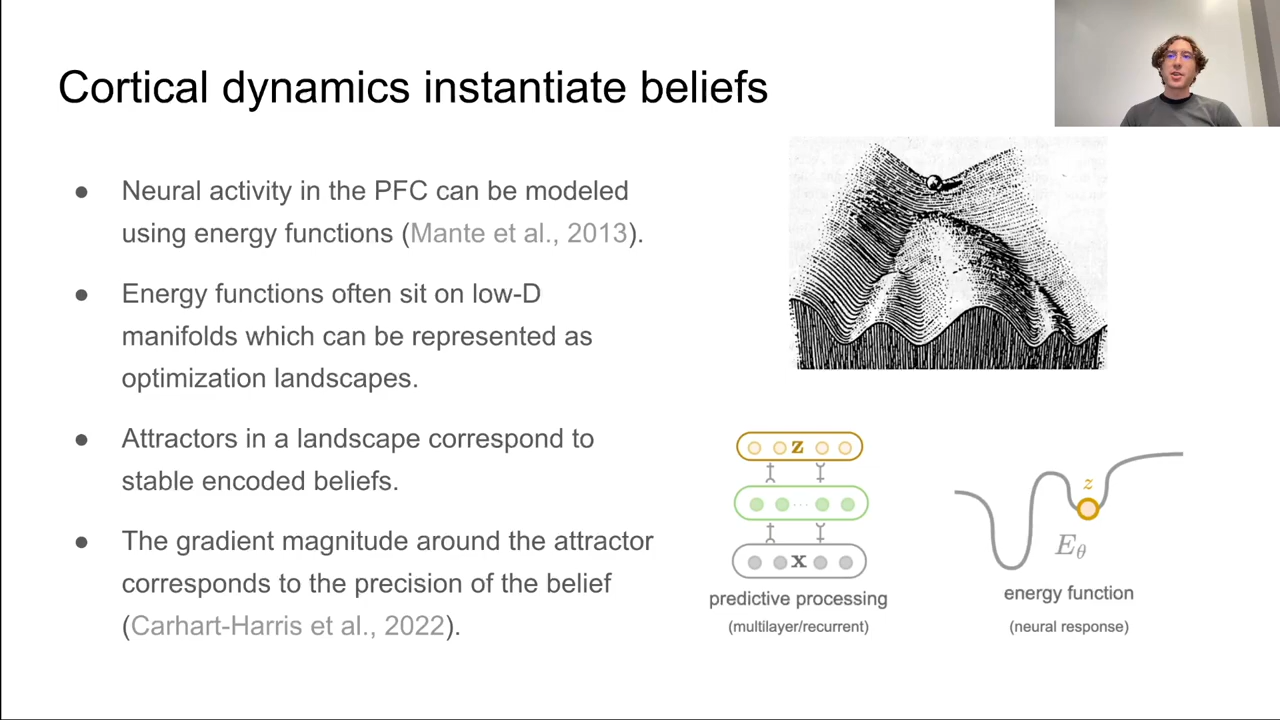 Cortical dynamics instantiate beliefs
● Neural activity in the PFC can be modeled
using energy functions (Mante et al., 2013).
● Energy functions often sit on low-D
manifolds which can be represented as
optimization landscapes.
● Attractors in a landscape correspond to
stable encoded beliefs.
● The gradient magnitude around the attractor
corresponds to the precision of the belief
(Carhart-Harris et al., 2022).
z
...
x
predictive processing
(multilayer/recurrent)
z
E_θ
energy function
(neural response)